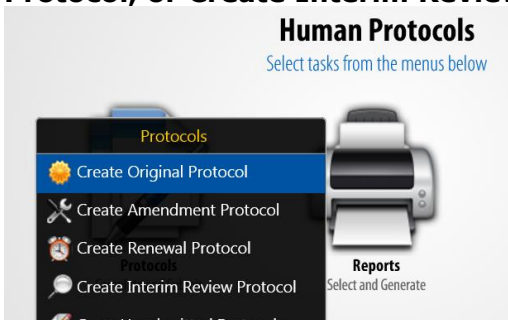 Protocol, or Create Interim Review
Human Protocols
Select tasks from the menus below
Protocols
Create Original Protocol
Create Amendment Protocol
Create Renewal Protocol
Create Interim Review Protocol
Protocols
Reports
Select and Generate